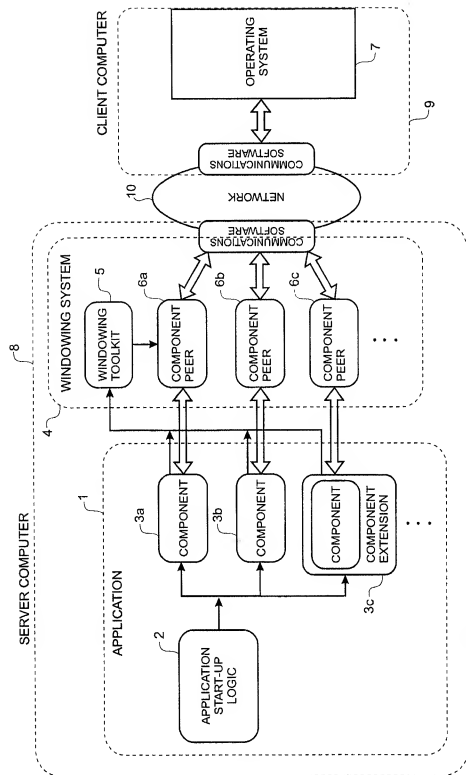 SERVER COMPUTER
8
APPLICATION
1
2
APPLICATION
START-UP
LOGIC
3a
COMPONENT
3b
COMPONENT
COMPONENT
COMPONENT
EXTENSION
3c
. . .
4
WINDOWING SYSTEM
5
WINDOWING
TOOLKIT
6a
COMPONENT
PEER
6b
COMPONENT
PEER
6c
COMPONENT
PEER
. . .
COMMUNICATIONS
SOFTWARE
10
NETWORK
CLIENT COMPUTER
COMMUNICATIONS
SOFTWARE
OPERATING
SYSTEM
7
9